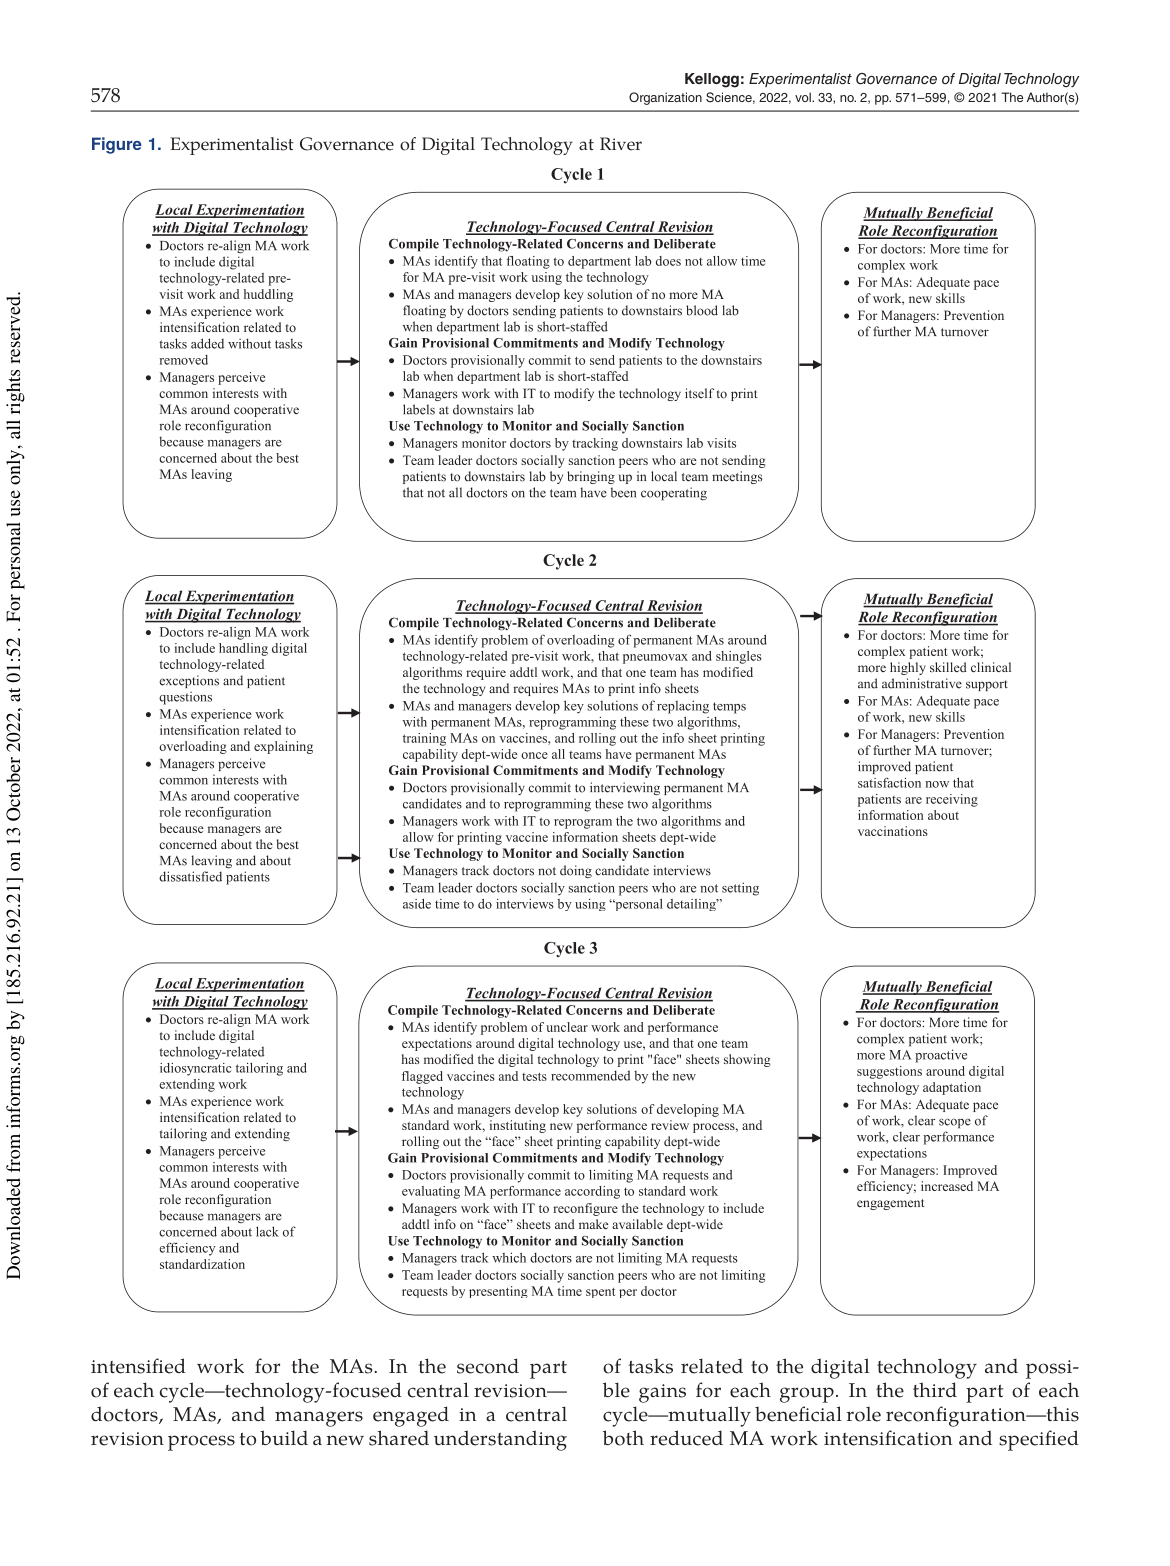 578
Kellogg: Experimentalist Governance of Digital Technology
Organization Science, 2022, vol. 33, no. 2, pp. 571–599, © 2021 The Author(s)
Figure 1. Experimentalist Governance of Digital Technology at River
Cycle 1
Local Experimentation
with Digital Technology
• Doctors re-align MA work
to include digital
technology-related pre-
visit work and huddling
• MAs experience work
intensification related to
tasks added without tasks
removed
• Managers perceive
common interests with
MAs around cooperative
role reconfiguration
because managers are
concerned about the best
MAs leaving
Technology-Focused Central Revision
Compile Technology-Related Concerns and Deliberate
• MAs identify that floating to department lab does not allow time
for MA pre-visit work using the technology
• MAs and managers develop key solution of no more MA
floating by doctors sending patients to downstairs blood lab
when department lab is short-staffed
Gain Provisional Commitments and Modify Technology
• Doctors provisionally commit to send patients to the downstairs
lab when department lab is short-staffed
• Managers work with IT to modify the technology itself to print
labels at downstairs lab
Use Technology to Monitor and Socially Sanction
• Managers monitor doctors by tracking downstairs lab visits
• Team leader doctors socially sanction peers who are not sending
patients to downstairs lab by bringing up in local team meetings
that not all doctors on the team have been cooperating
Mutually Beneficial
Role Reconfiguration
• For doctors: More time for
complex work
• For MAs: Adequate pace
of work, new skills
• For Managers: Prevention
of further MA turnover
Cycle 2
Local Experimentation
with Digital Technology
• Doctors re-align MA work
to include handling digital
technology-related
exceptions and patient
questions
• MAs experience work
intensification related to
overloading and explaining
• Managers perceive
common interests with
MAs around cooperative
role reconfiguration
because managers are
concerned about the best
MAs leaving and about
dissatisfied patients
Technology-Focused Central Revision
Compile Technology-Related Concerns and Deliberate
• MAs identify problem of overloading of permanent MAs around
technology-related pre-visit work, that pneumovax and shingles
algorithms require addtl work, and that one team has modified
the technology and requires MAs to print info sheets
• MAs and managers develop key solutions of replacing temps
with permanent MAs, reprogramming these two algorithms,
training MAs on vaccines, and rolling out the info sheet printing
capability dept-wide once all teams have permanent MAs
Gain Provisional Commitments and Modify Technology
• Doctors provisionally commit to interviewing permanent MA
candidates and to reprogramming these two algorithms
• Managers work with IT to reprogram the two algorithms and
allow for printing vaccine information sheets dept-wide
Use Technology to Monitor and Socially Sanction
• Managers track doctors not doing candidate interviews
• Team leader doctors socially sanction peers who are not setting
aside time to do interviews by using “personal detailing”
Mutually Beneficial
Role Reconfiguration
• For doctors: More time for
complex patient work;
more highly skilled clinical
and administrative support
• For MAs: Adequate pace
of work, new skills
• For Managers: Prevention
of further MA turnover;
improved patient
satisfaction now that
patients are receiving
information about
vaccinations
Cycle 3
Local Experimentation
with Digital Technology
• Doctors re-align MA work
to include digital
technology-related
idiosyncratic tailoring and
extending work
• MAs experience work
intensification related to
tailoring and extending
• Managers perceive
common interests with
MAs around cooperative
role reconfiguration
because managers are
concerned about lack of
efficiency and
standardization
Technology-Focused Central Revision
Compile Technology-Related Concerns and Deliberate
• MAs identify problem of unclear work and performance
expectations around digital technology use, and that one team
has modified the digital technology to print "face" sheets showing
flagged vaccines and tests recommended by the new
technology
• MAs and managers develop key solutions of developing MA
standard work, instituting new performance review process, and
rolling out the “face” sheet printing capability dept-wide
Gain Provisional Commitments and Modify Technology
• Doctors provisionally commit to limiting MA requests and
evaluating MA performance according to standard work
• Managers work with IT to reconfigure the technology to include
addtl info on “face” sheets and make available dept-wide
Use Technology to Monitor and Socially Sanction
• Managers track which doctors are not limiting MA requests
• Team leader doctors socially sanction peers who are not limiting
requests by presenting MA time spent per doctor
Mutually Beneficial
Role Reconfiguration
• For doctors: More time for
complex patient work;
more MA proactive
suggestions around digital
technology adaptation
• For MAs: Adequate pace
of work, clear scope of
work, clear performance
expectations
• For Managers: Improved
efficiency; increased MA
engagement
intensified work for the MAs. In the second part
of each cycle—technology-focused central revision—
doctors, MAs, and managers engaged in a central
revision process to build a new shared understanding
of tasks related to the digital technology and possi-
ble gains for each group. In the third part of each
cycle—mutually beneficial role reconfiguration—this
both reduced MA work intensification and specified
Downloaded from informs.org by [185.216.92.21] on 13 October 2022, at 01:52 . For personal use only, all rights reserved.